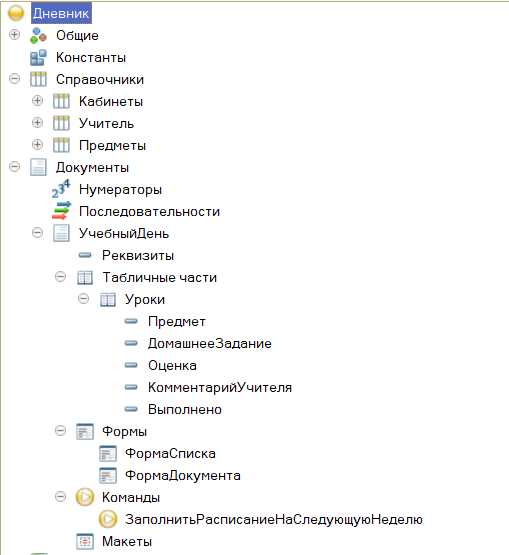 Дневник
Общие
Константы
Справочники
Кабинеты
Учитель
Предметы
Документы
Нумераторы
Последовательности
УчебныйДень
Реквизиты
Табличные части
Уроки
Предмет
ДомашнееЗадание
Оценка
КомментарийУчителя
Выполнено
Формы
ФормаСписка
ФормаДокумента
Команды
ЗаполнитьРасписаниеНаСледующуюНеделю
Макеты